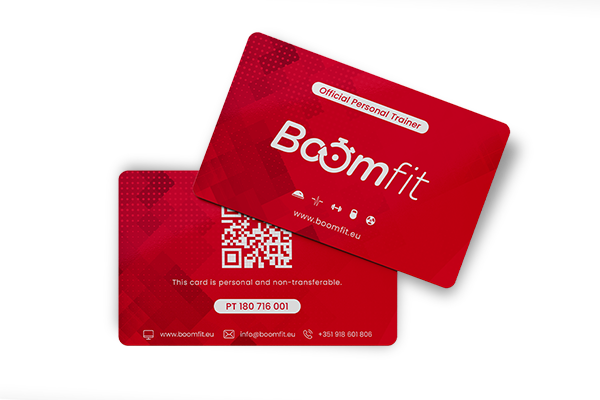 Official Personal Trainer
Boomfit
www.boomfit.eu
This card is personal and non-transferable.
PT 180 716 001
www.boomfit.eu info@boomfit.eu +351 918 601 806